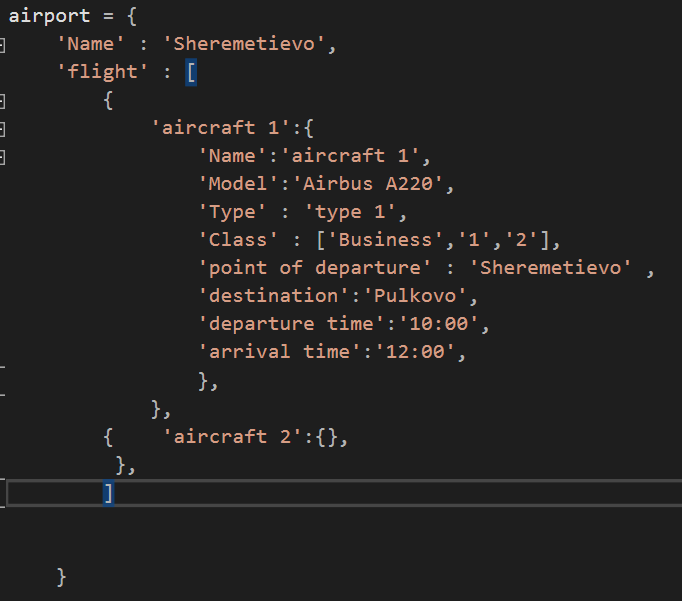 airport = {
    'Name' : 'Sheremetievo',
    'flight' : [
        {
            'aircraft 1':{
                'Name':'aircraft 1',
                'Model':'Airbus A220',
                'Type' : 'type 1',
                'Class' : ['Business','1','2'],
                'point of departure' : 'Sheremetievo' ,
                'destination':'Pulkovo',
                'departure time':'10:00',
                'arrival time':'12:00',
                },
            },
        {    'aircraft 2':{},
         },
        ]
    }